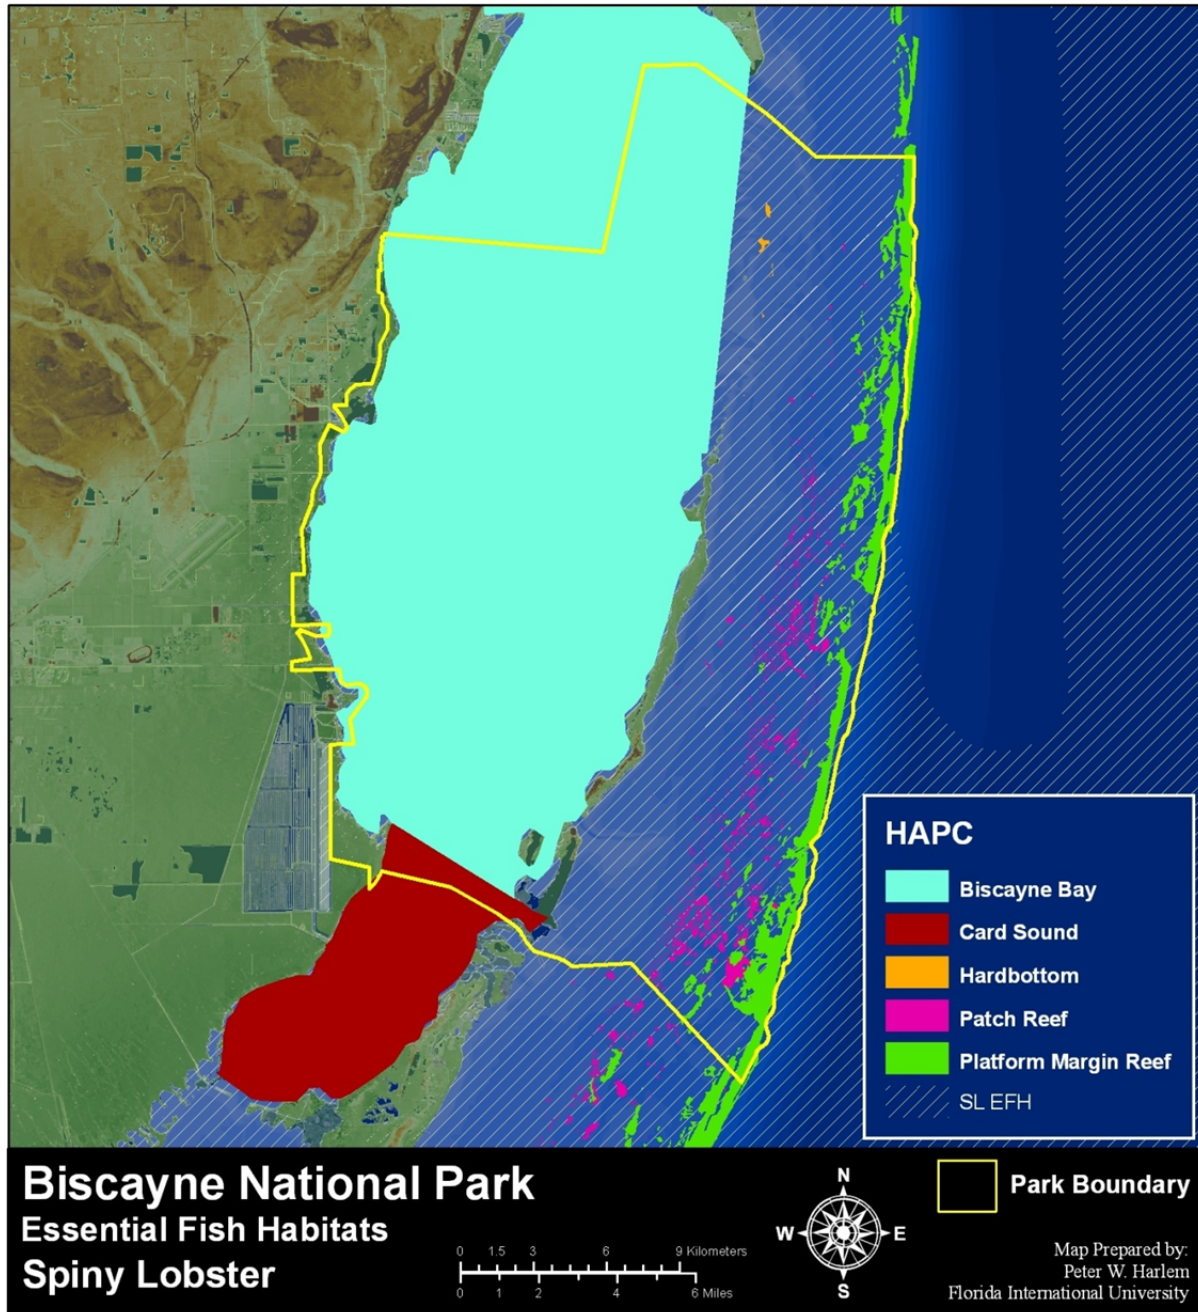 HAPC
Biscayne Bay
Card Sound
Hardbottom
Patch Reef
Platform Margin Reef
SL EFH
Biscayne National Park
Essential Fish Habitats
Spiny Lobster
0 1.5 3 6 9 Kilometers
0 1 2 4 6 Miles
N
W E
S
Park Boundary
Map Prepared by:
Peter W. Harlem
Florida International University